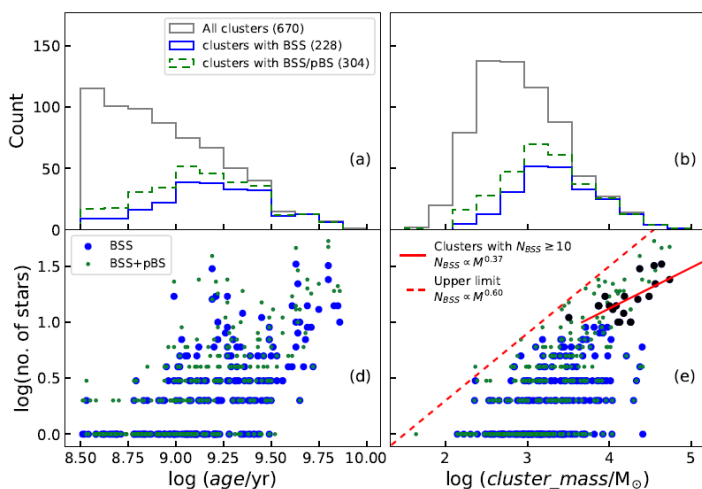 150
100
50
0
Count
All clusters (670)
clusters with BSS (228)
clusters with BSS/pBS (304)
(a)
(b)
1.5
1.0
0.5
0.0
log(no. of stars)
BSS
BSS+pBS
(d)
Clusters with N_BSS ≥ 10
N_BSS ∝ M^0.37
Upper limit
N_BSS ∝ M^0.60
(e)
8.50 8.75 9.00 9.25 9.50 9.75 10.00
log (age/yr)
2 3 4 5
log (cluster_mass/M⊙)